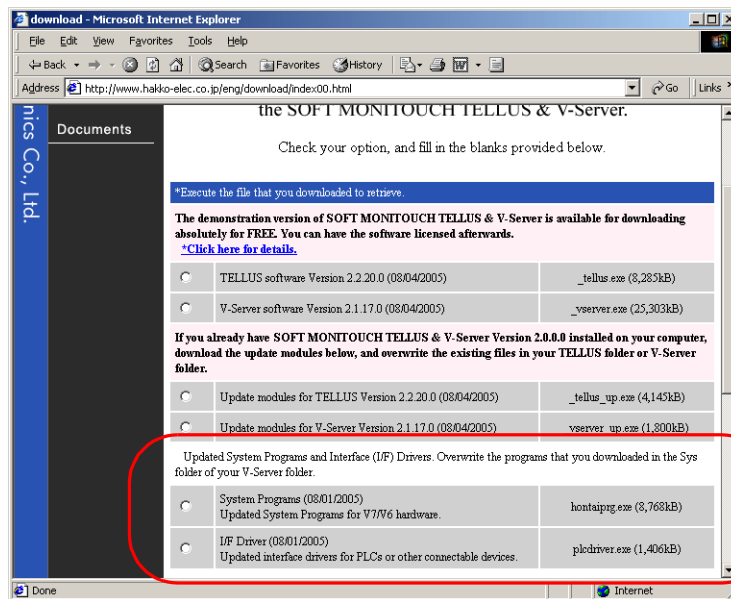 download - Microsoft Internet Explorer
File Edit View Favorites Tools Help
Back Search Favorites History
Address http://www.hakko-elec.co.jp/eng/download/index00.html Go Links
nics Co., Ltd.
Documents
the SOFT MONITOUCH TELLUS & V-Server.
Check your option, and fill in the blanks provided below.
*Execute the file that you downloaded to retrieve.
The demonstration version of SOFT MONITOUCH TELLUS & V-Server is available for downloading
absolutely for FREE. You can have the software licensed afterwards.
*Click here for details.
TELLUS software Version 2.2.20.0 (08/04/2005) _tellus.exe (8,285kB)
V-Server software Version 2.1.17.0 (08/04/2005) _vserver.exe (25,303kB)
If you already have SOFT MONITOUCH TELLUS & V-Server Version 2.0.0.0 installed on your computer,
download the update modules below, and overwrite the existing files in your TELLUS folder or V-Server
folder.
Update modules for TELLUS Version 2.2.20.0 (08/04/2005) _tellus_up.exe (4,145kB)
Update modules for V-Server Version 2.1.17.0 (08/04/2005) vserver_up.exe (1,800kB)
Updated System Programs and Interface (I/F) Drivers. Overwrite the programs that you downloaded in the Sys
folder of your V-Server folder.
System Programs (08/01/2005)
Updated System Programs for V7/V6 hardware. hontaiprg.exe (8,768kB)
I/F Driver (08/01/2005)
Updated interface drivers for PLCs or other connectable devices. plcdriver.exe (1,406kB)
Done Internet